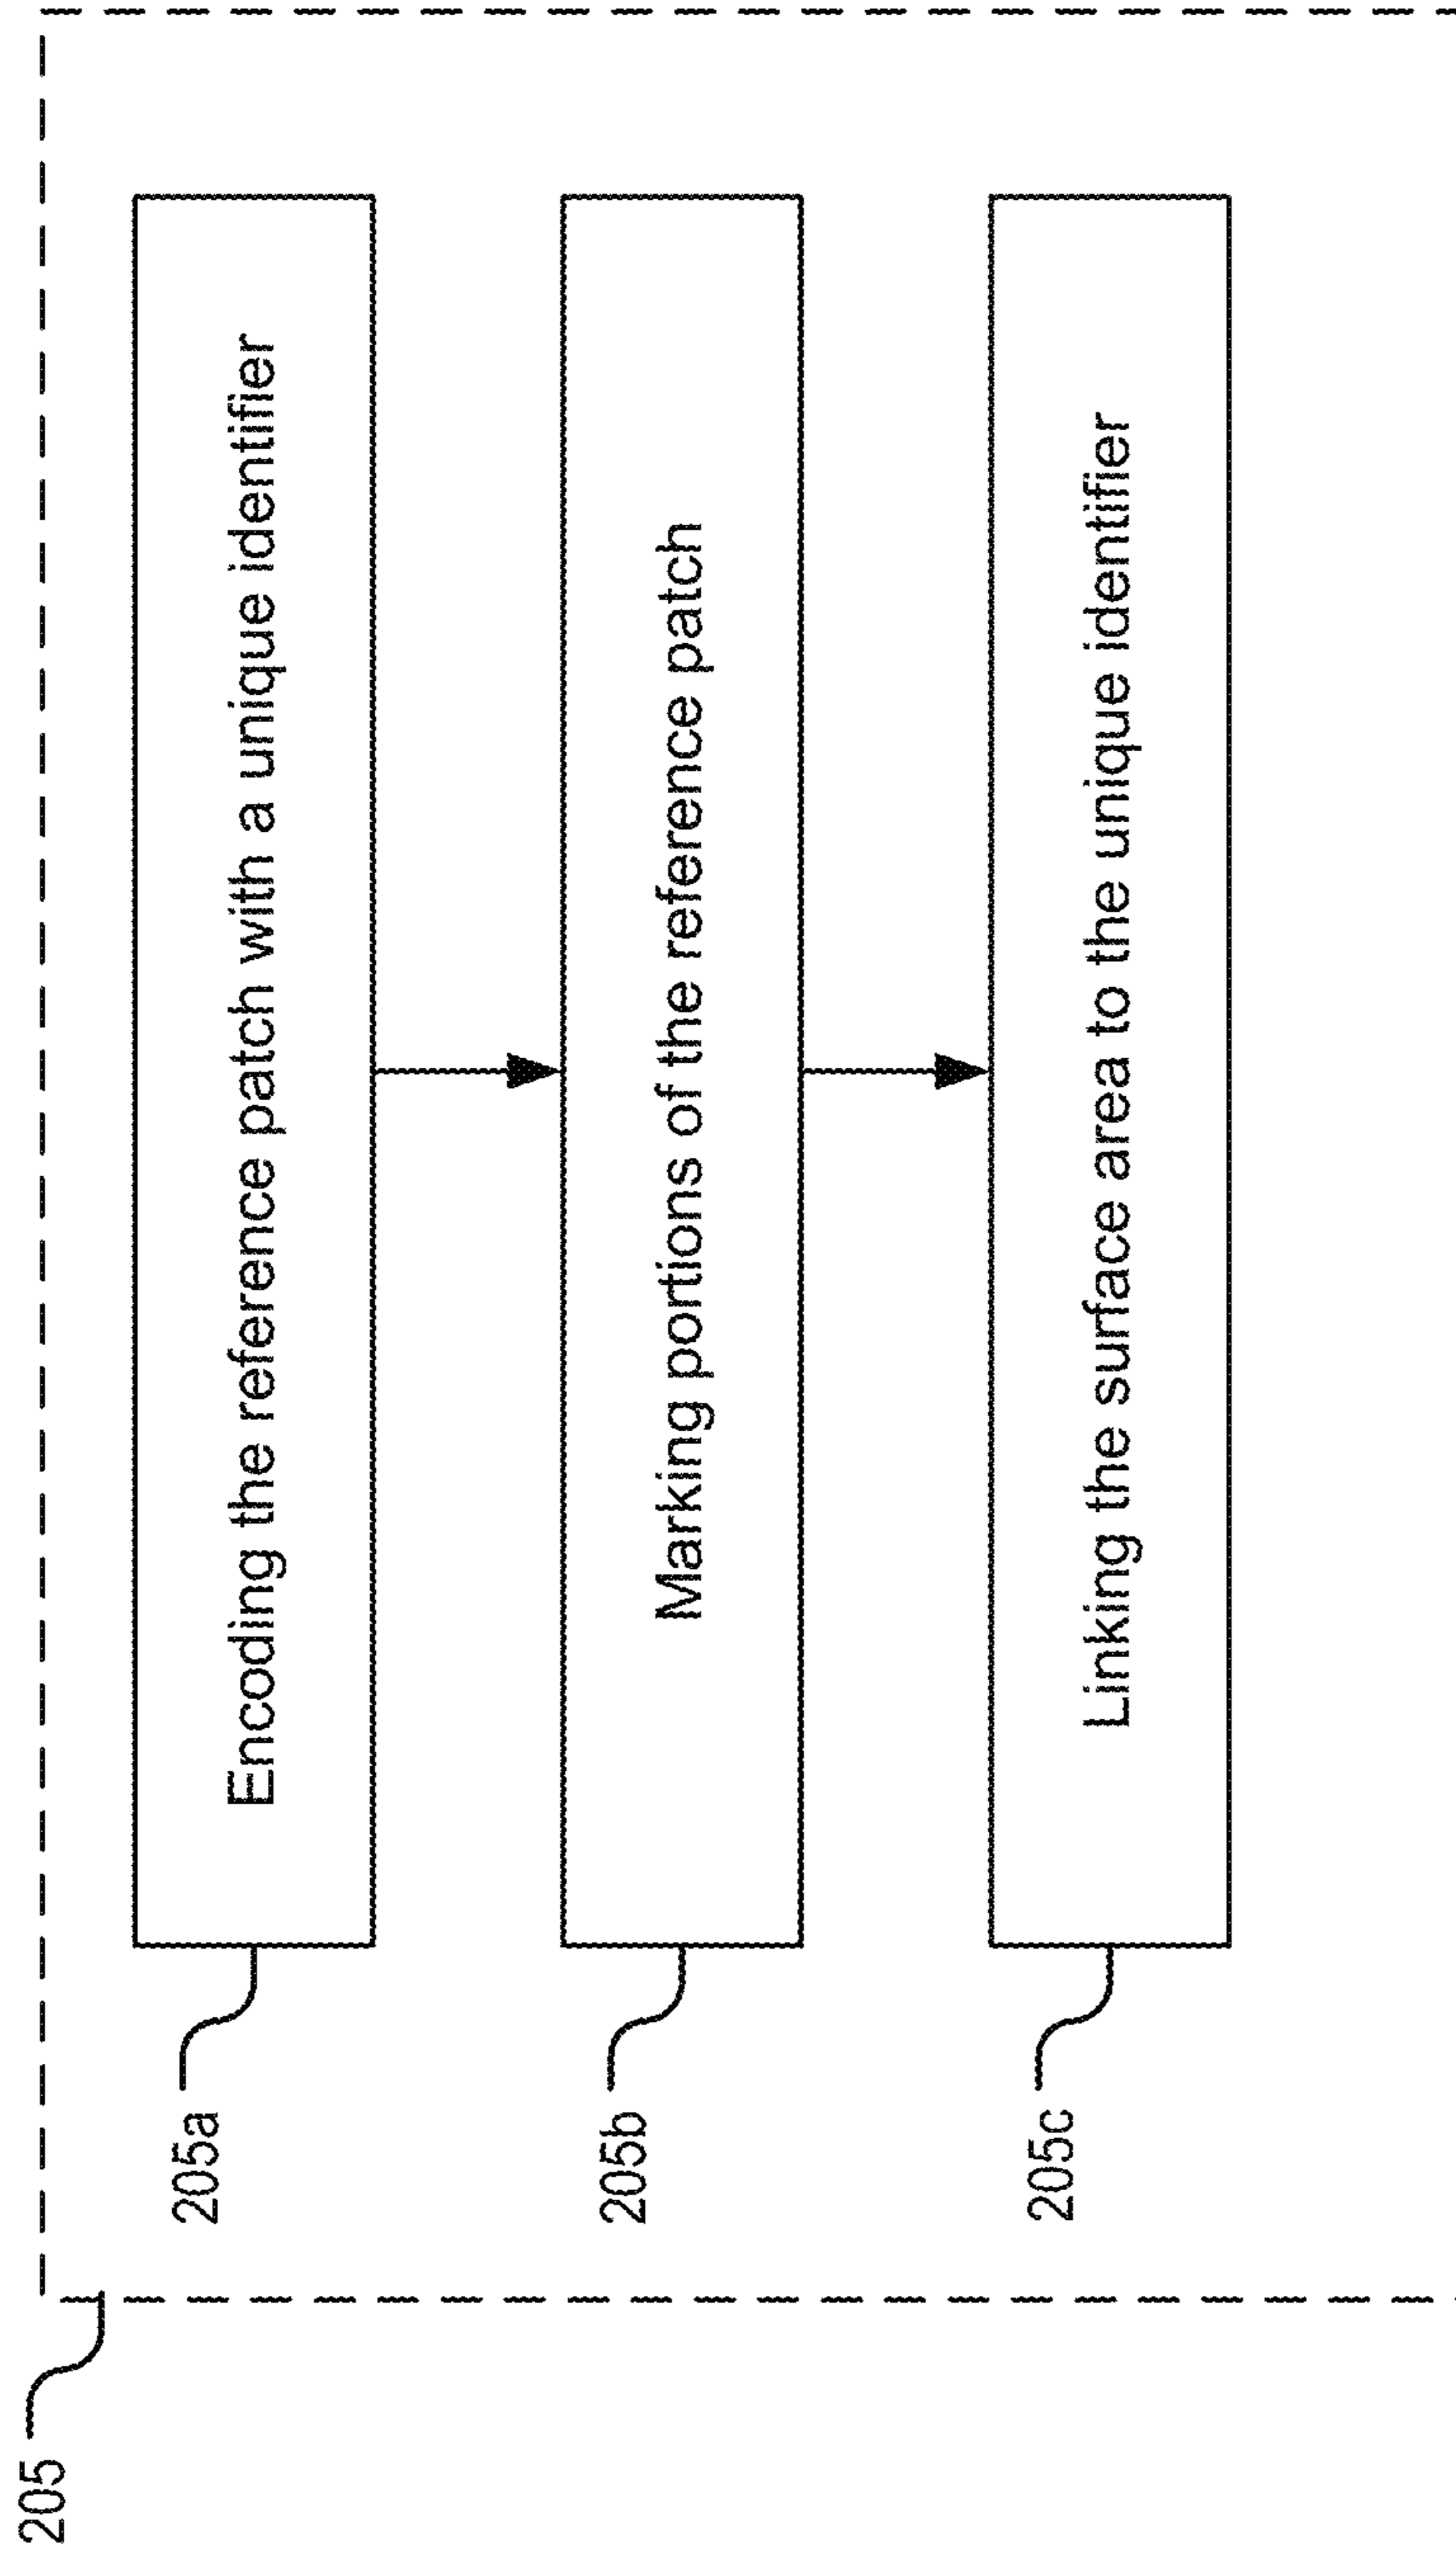 205
205a
Encoding the reference patch with a unique identifier
205b
Marking portions of the reference patch
205c
Linking the surface area to the unique identifier